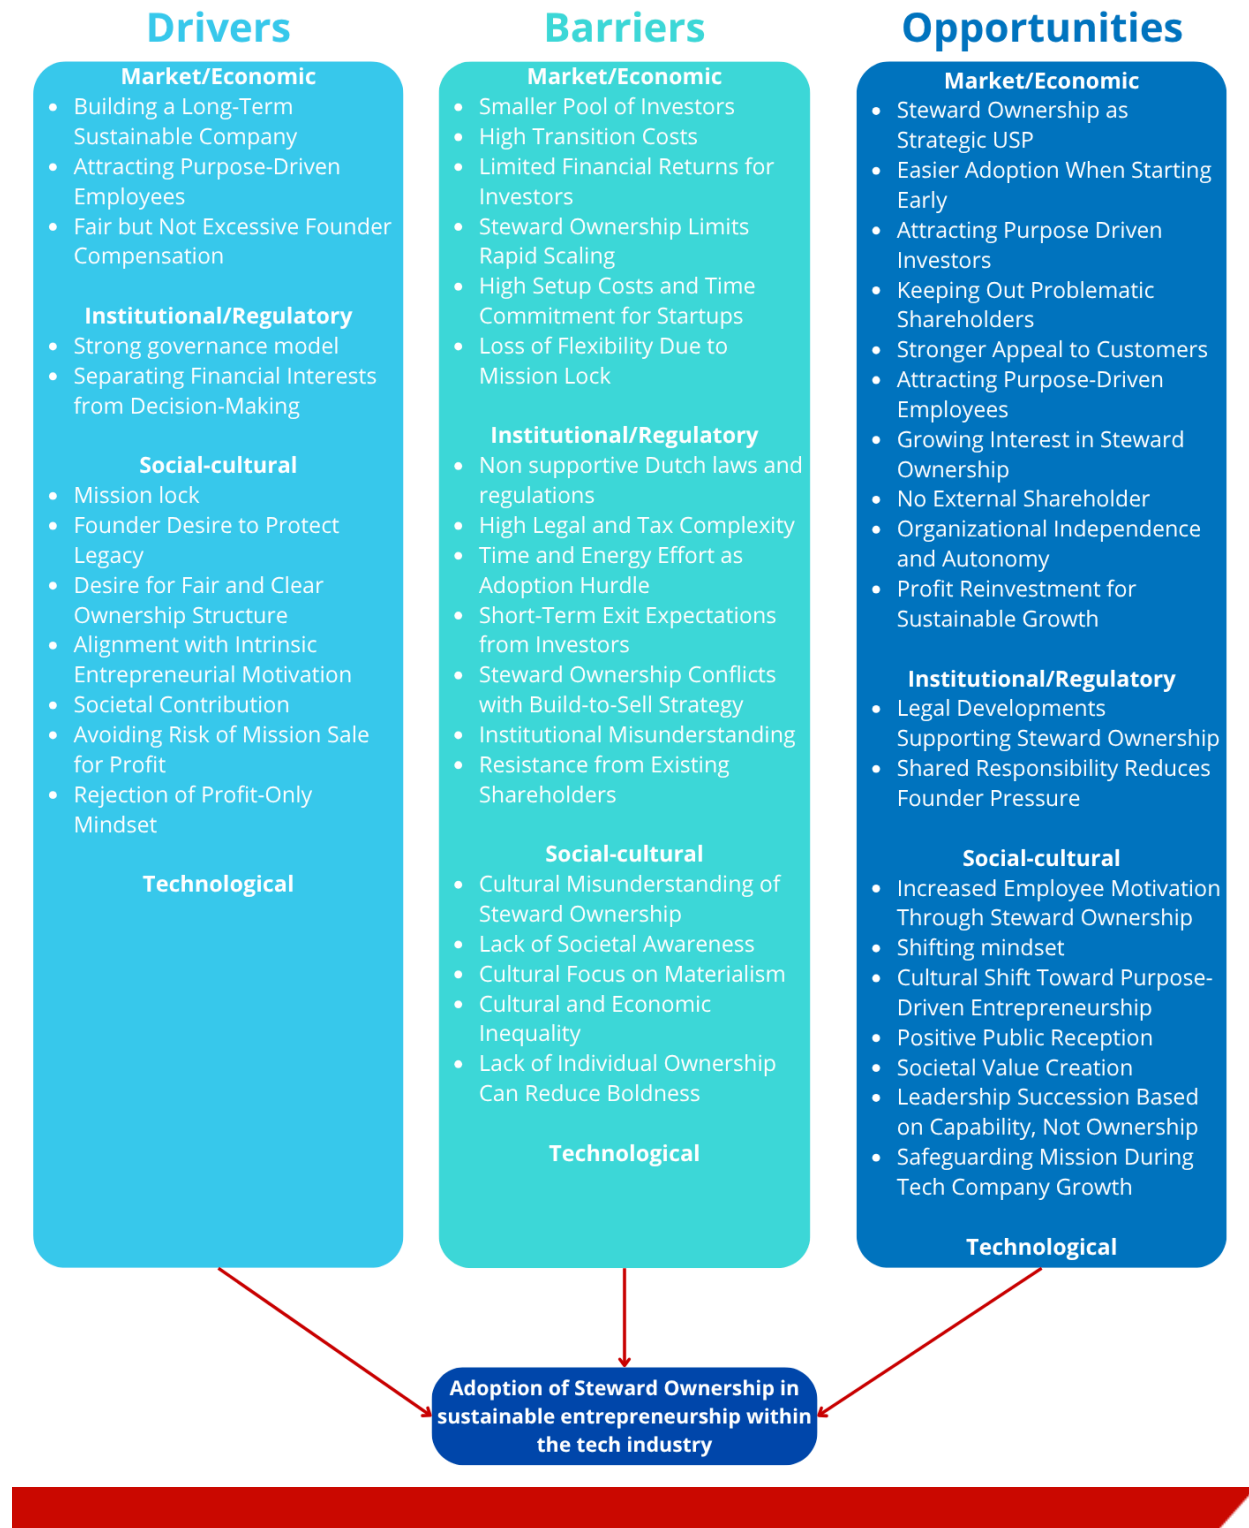 Drivers
Market/Economic
Building a Long-Term
Sustainable Company
Attracting Purpose-Driven
Employees
Fair but Not Excessive Founder
Compensation
Institutional/Regulatory
Strong governance model
Separating Financial Interests
from Decision-Making
Social-cultural
Mission lock
Founder Desire to Protect
Legacy
Desire for Fair and Clear
Ownership Structure
Alignment with Intrinsic
Entrepreneurial Motivation
Societal Contribution
Avoiding Risk of Mission Sale
for Profit
Rejection of Profit-Only
Mindset
Technological
Barriers
Market/Economic
Smaller Pool of Investors
High Transition Costs
Limited Financial Returns for
Investors
Steward Ownership Limits
Rapid Scaling
High Setup Costs and Time
Commitment for Startups
Loss of Flexibility Due to
Mission Lock
Institutional/Regulatory
Non supportive Dutch laws and
regulations
High Legal and Tax Complexity
Time and Energy Effort as
Adoption Hurdle
Short-Term Exit Expectations
from Investors
Steward Ownership Conflicts
with Build-to-Sell Strategy
Institutional Misunderstanding
Resistance from Existing
Shareholders
Social-cultural
Cultural Misunderstanding of
Steward Ownership
Lack of Societal Awareness
Cultural Focus on Materialism
Cultural and Economic
Inequality
Lack of Individual Ownership
Can Reduce Boldness
Technological
Opportunities
Market/Economic
Steward Ownership as
Strategic USP
Easier Adoption When Starting
Early
Attracting Purpose Driven
Investors
Keeping Out Problematic
Shareholders
Stronger Appeal to Customers
Attracting Purpose-Driven
Employees
Growing Interest in Steward
Ownership
No External Shareholder
Organizational Independence
and Autonomy
Profit Reinvestment for
Sustainable Growth
Institutional/Regulatory
Legal Developments
Supporting Steward Ownership
Shared Responsibility Reduces
Founder Pressure
Social-cultural
Increased Employee Motivation
Through Steward Ownership
Shifting mindset
Cultural Shift Toward Purpose-
Driven Entrepreneurship
Positive Public Reception
Societal Value Creation
Leadership Succession Based
on Capability, Not Ownership
Safeguarding Mission During
Tech Company Growth
Technological
Adoption of Steward Ownership in
sustainable entrepreneurship within
the tech industry